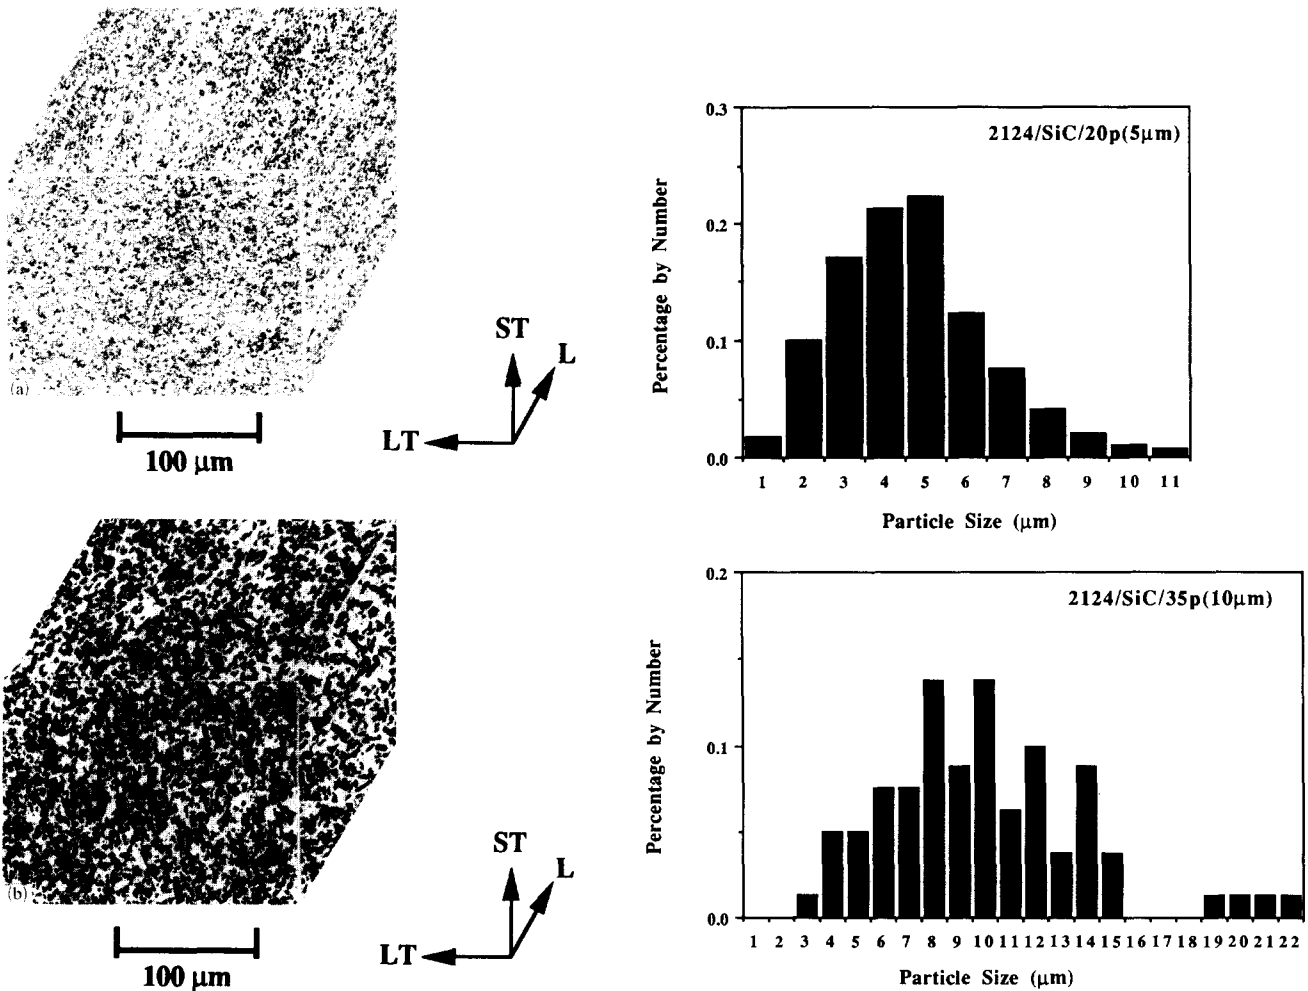 (a)
100 μm
ST
L
LT
0.3
0.2
0.1
0.0
Percentage by Number
2124/SiC/20p(5μm)
1 2 3 4 5 6 7 8 9 10 11
Particle Size (μm)
(b)
100 μm
ST
L
LT
0.2
0.1
0.0
Percentage by Number
2124/SiC/35p(10μm)
1 2 3 4 5 6 7 8 9 10 11 12 13 14 15 16 17 18 19 20 21 22
Particle Size (μm)